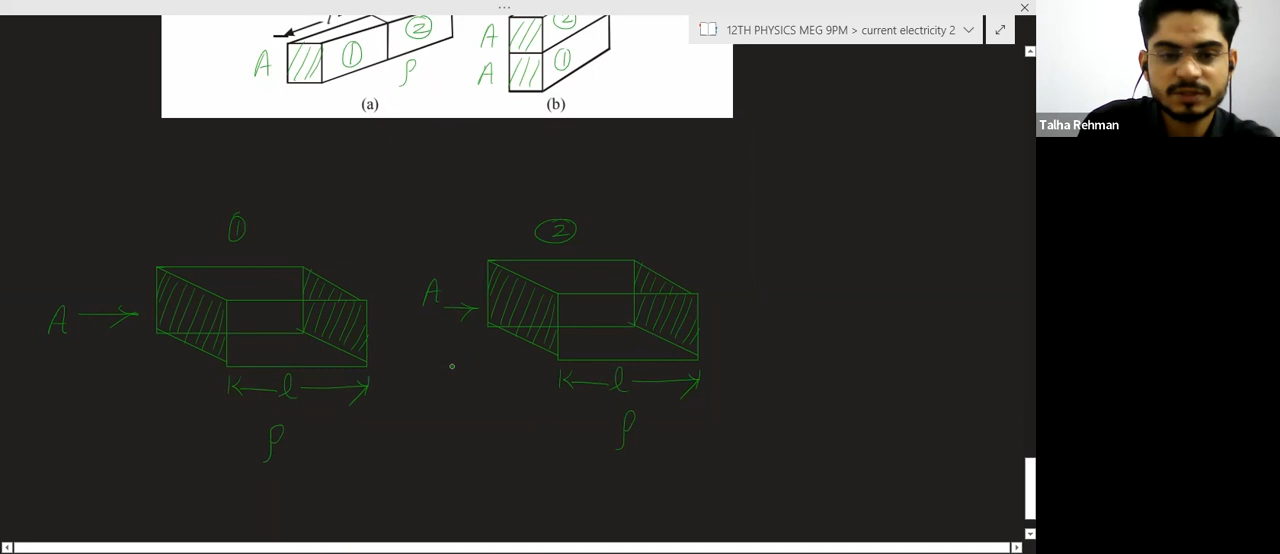 12TH PHYSICS MEG 9PM > current electricity 2
Talha Rehman
A ① ② ρ
A ②
A ①
(a) (b)
① ②
A A
l l
ρ ρ